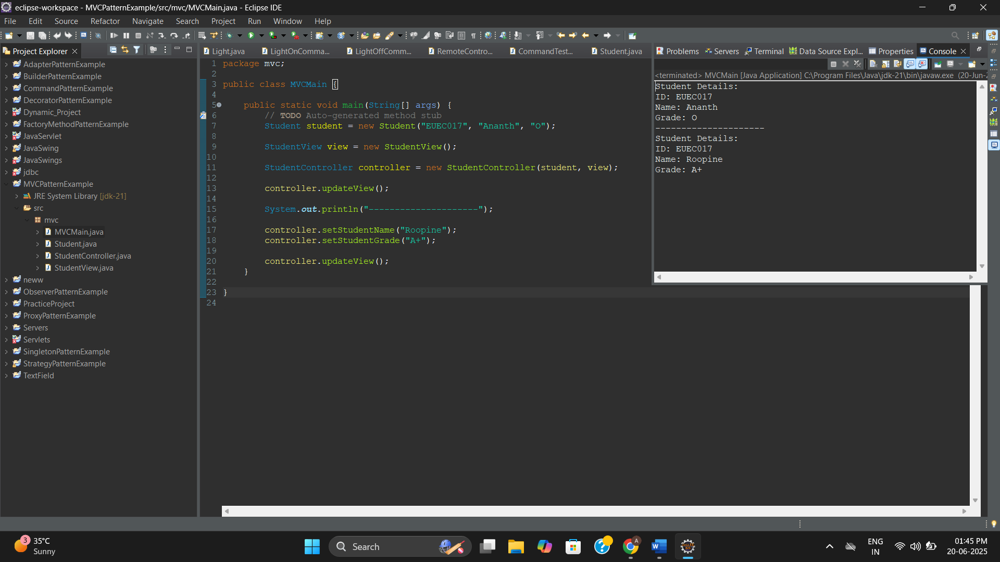 eclipse-workspace - MVCPatternExample/src/mvc/MVCMain.java - Eclipse IDE
File Edit Source Refactor Navigate Search Project Run Window Help
Project Explorer
AdapterPatternExample
BuilderPatternExample
CommandPatternExample
DecoratorPatternExample
Dynamic_Project
FactoryMethodPatternExample
JavaServlet
JavaSwing
JavaSwings
jdbc
MVCPatternExample
JRE System Library [jdk-21]
src
mvc
MVCMain.java
Student.java
StudentController.java
StudentView.java
neww
ObserverPatternExample
PracticeProject
ProxyPatternExample
Servers
Servlets
SingletonPatternExample
StrategyPatternExample
TextField
Light.java LightOnComma... LightOffComm... RemoteContro... CommandTest... Student.java
1 package mvc;
2
3 public class MVCMain {
4
5 public static void main(String[] args) {
6 // TODO Auto-generated method stub
7 Student student = new Student("EUEC017", "Ananth", "O");
8
9 StudentView view = new StudentView();
10
11 StudentController controller = new StudentController(student, view);
12
13 controller.updateView();
14
15 System.out.println("---------------------");
16
17 controller.setStudentName("Roopine");
18 controller.setStudentGrade("A+");
19
20 controller.updateView();
21 }
22
23 }
24
Problems Servers Terminal Data Source Expl... Properties Console
<terminated> MVCMain [Java Application] C:\Program Files\Java\jdk-21\bin\javaw.exe (20-Jun-2
Student Details:
ID: EUEC017
Name: Ananth
Grade: O
---------------------
Student Details:
ID: EUEC017
Name: Roopine
Grade: A+
3
35°C
Sunny
Search
ENG
IN
01:45 PM
20-06-2025